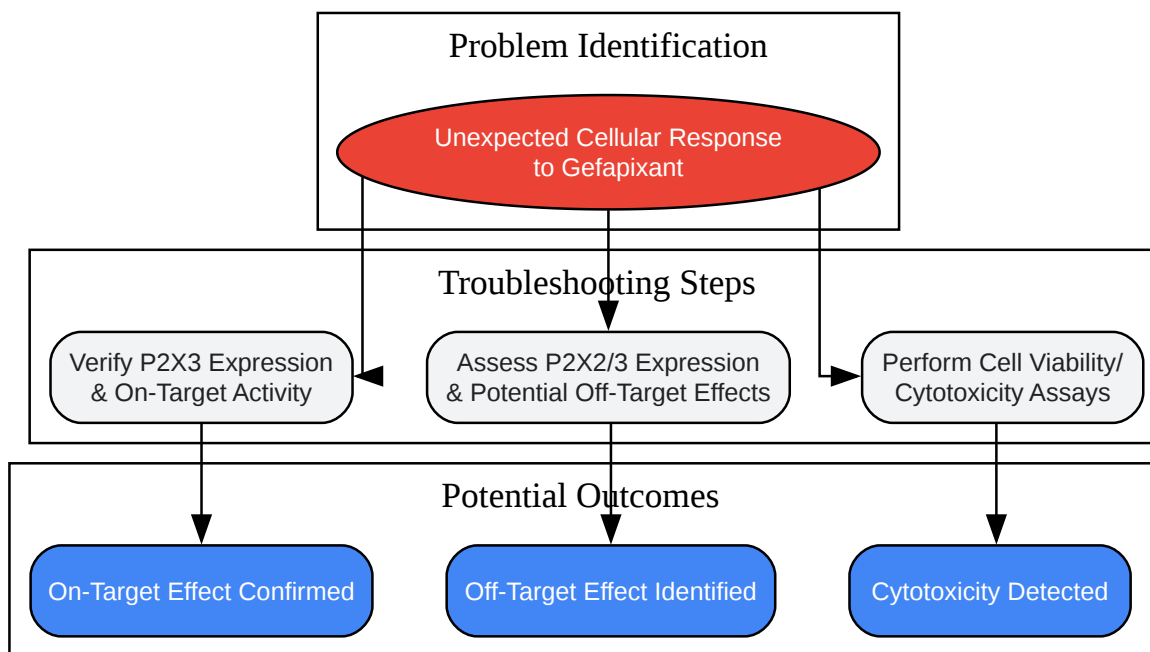 Problem Identification
Unexpected Cellular Response
to Gefapixant
Troubleshooting Steps
Verify P2X3 Expression
& On-Target Activity
Assess P2X2/3 Expression
& Potential Off-Target Effects
Perform Cell Viability/
Cytotoxicity Assays
Potential Outcomes
On-Target Effect Confirmed
Off-Target Effect Identified
Cytotoxicity Detected